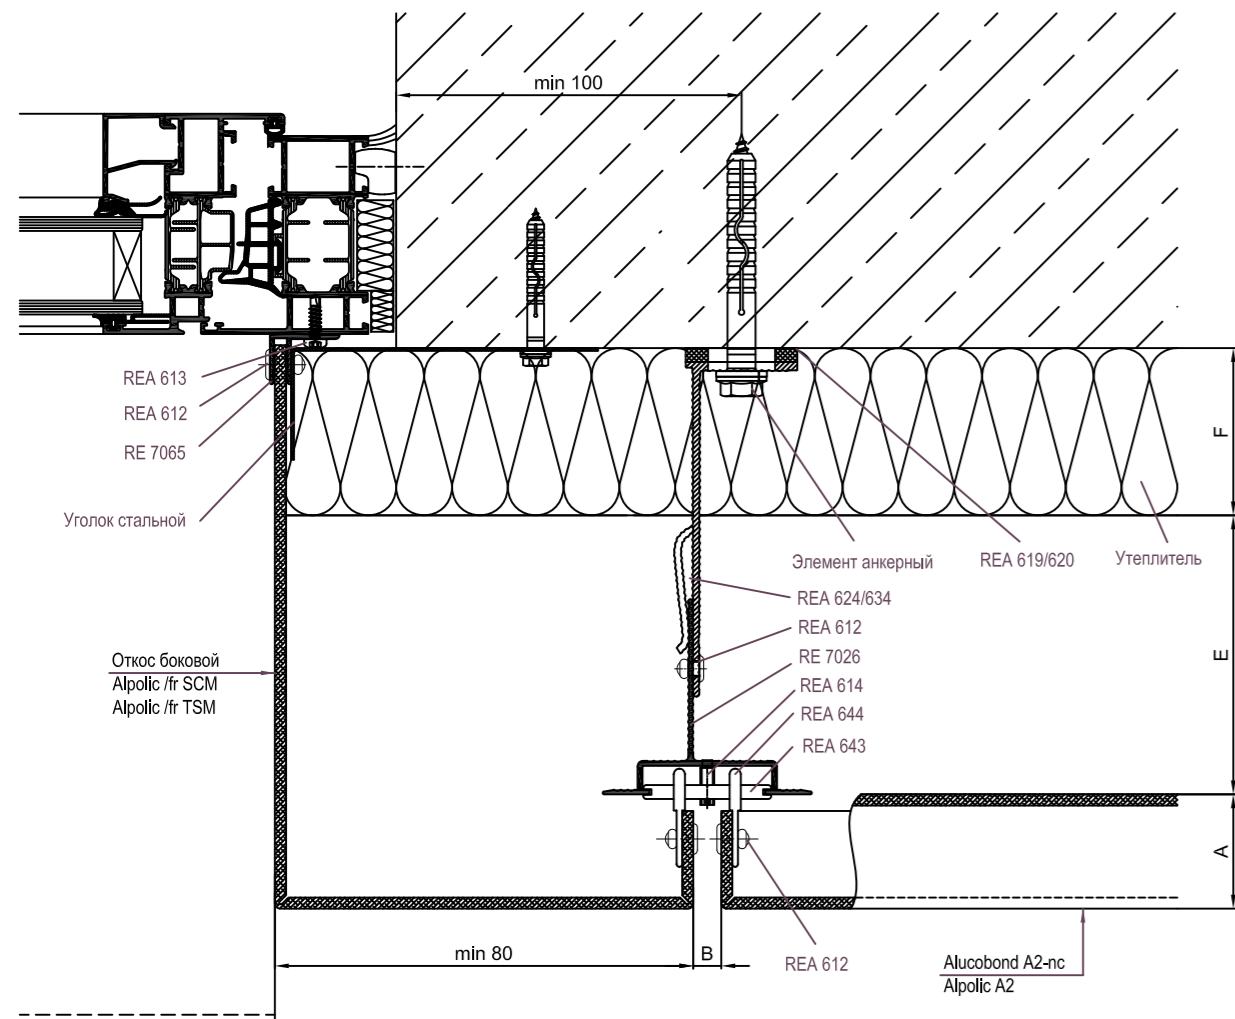 min 100
REA 613
REA 612
RE 7065
Уголок стальной
F
Элемент анкерный
REA 619/620
Утеплитель
REA 624/634
REA 612
RE 7026
REA 614
REA 644
REA 643
E
Откос боковой
Alpolic /fr SCM
Alpolic /fr TSM
A
min 80
B
REA 612
Alucobond A2-nc
Alpolic A2